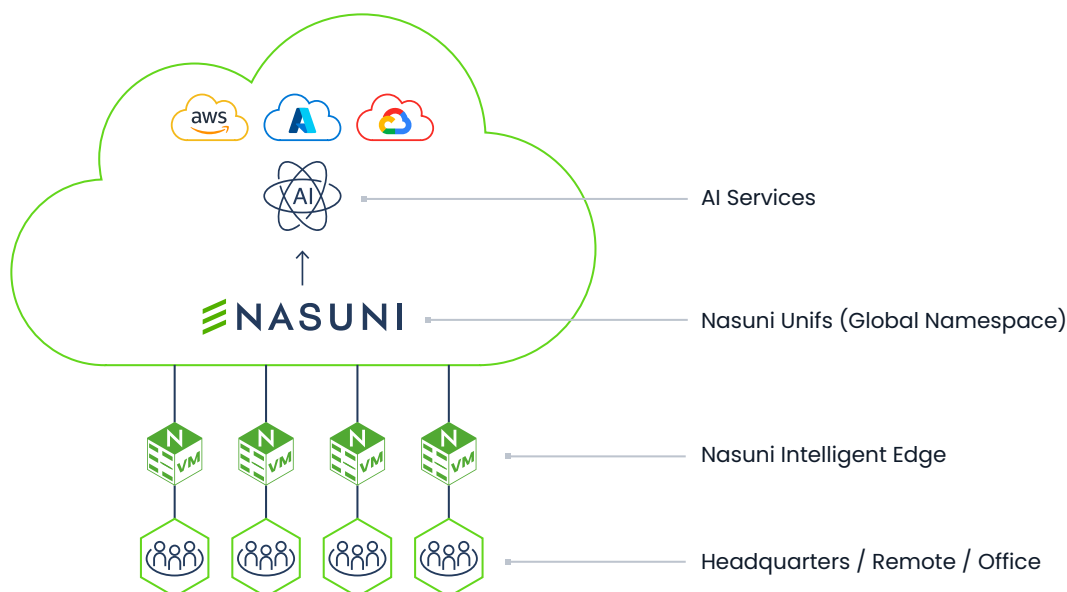 aws
AI
AI Services
NASUNI
Nasuni Unifs (Global Namespace)
N N N N
VM VM VM VM
Nasuni Intelligent Edge
Headquarters / Remote / Office